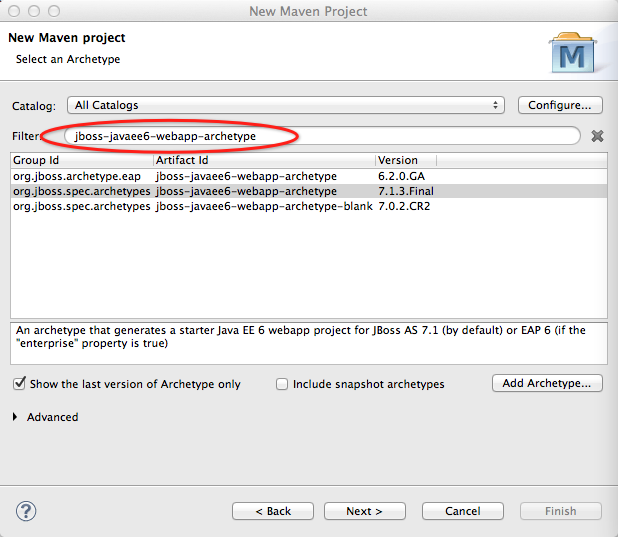 New Maven Project
New Maven project
Select an Archetype
M
Catalog: All Catalogs Configure...
Filter: jboss-javaee6-webapp-archetype
Group Id Artifact Id Version
org.jboss.archetype.eap jboss-javaee6-webapp-archetype 6.2.0.GA
org.jboss.spec.archetypes jboss-javaee6-webapp-archetype 7.1.3.Final
org.jboss.spec.archetypes jboss-javaee6-webapp-archetype-blank 7.0.2.CR2
An archetype that generates a starter Java EE 6 webapp project for JBoss AS 7.1 (by default) or EAP 6 (if the
"enterprise" property is true)
Show the last version of Archetype only Include snapshot archetypes Add Archetype...
Advanced
? < Back Next > Cancel Finish